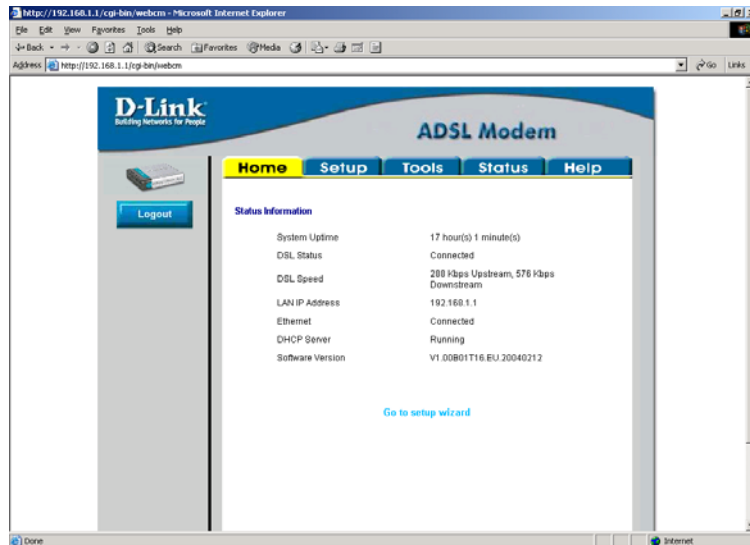 http://192.168.1.1/cgi-bin/webcm - Microsoft Internet Explorer
File Edit View Favorites Tools Help
Back Search Favorites Media
Address http://192.168.1.1/cgi-bin/webcm Go Links
D-Link
Building Networks for People
ADSL Modem
Home Setup Tools Status Help
Logout
Status Information
System Uptime 17 hour(s) 1 minute(s)
DSL Status Connected
DSL Speed 288 Kbps Upstream, 576 Kbps
Downstream
LAN IP Address 192.168.1.1
Ethernet Connected
DHCP Server Running
Software Version V1.00B01T16.EU.20040212
Go to setup wizard
Done Internet